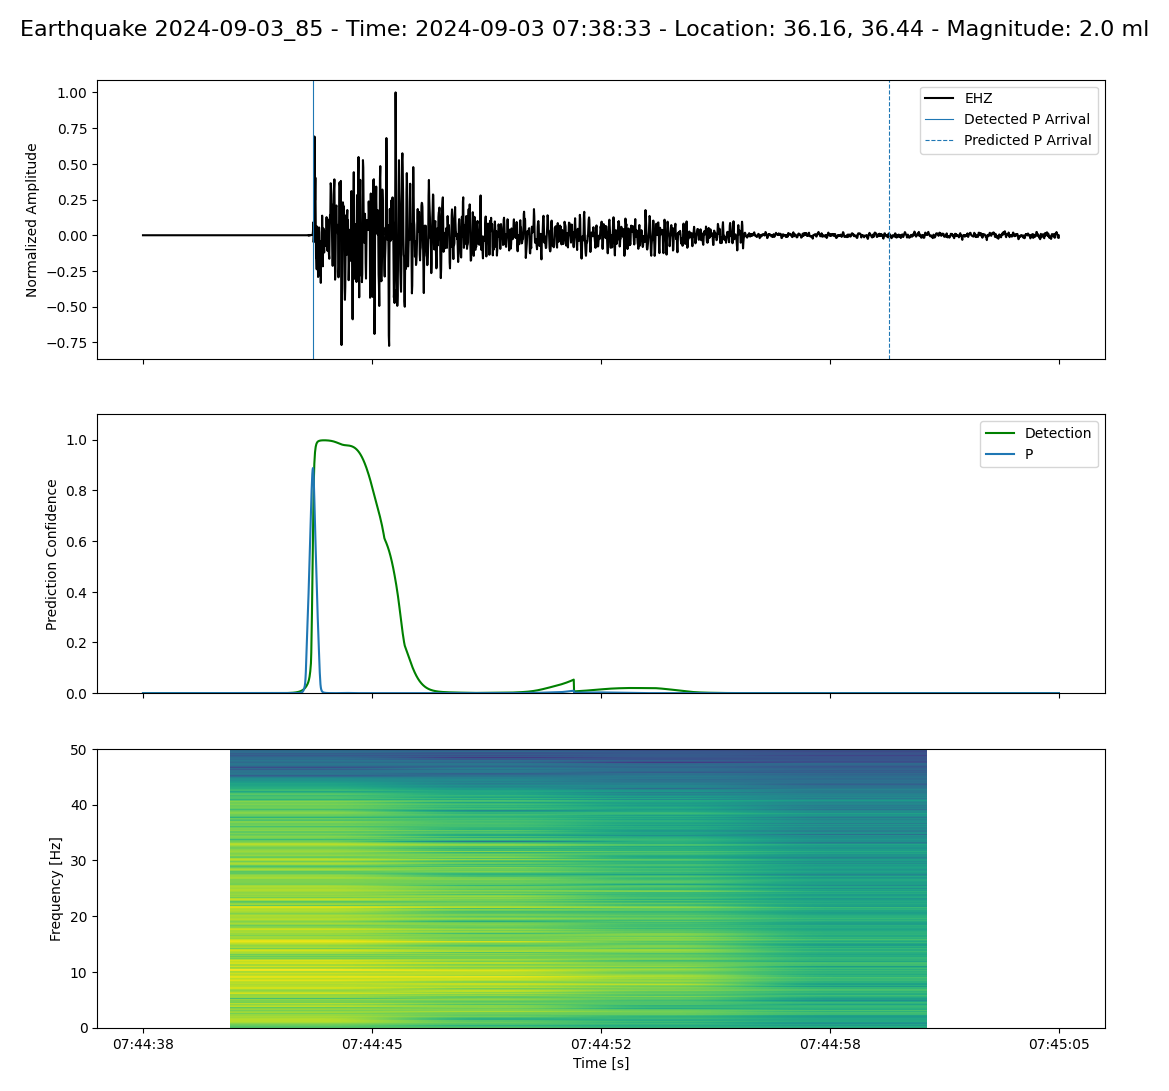 Earthquake 2024-09-03_85 - Time: 2024-09-03 07:38:33 - Location: 36.16, 36.44 - Magnitude: 2.0 ml
1.00
0.75
0.50
0.25
0.00
−0.25
−0.50
−0.75
Normalized Amplitude
EHZ
Detected P Arrival
Predicted P Arrival
1.0
0.8
0.6
0.4
0.2
0.0
Prediction Confidence
Detection
P
50
40
30
20
10
0
Frequency [Hz]
07:44:38 07:44:45 07:44:52 07:44:58 07:45:05
Time [s]